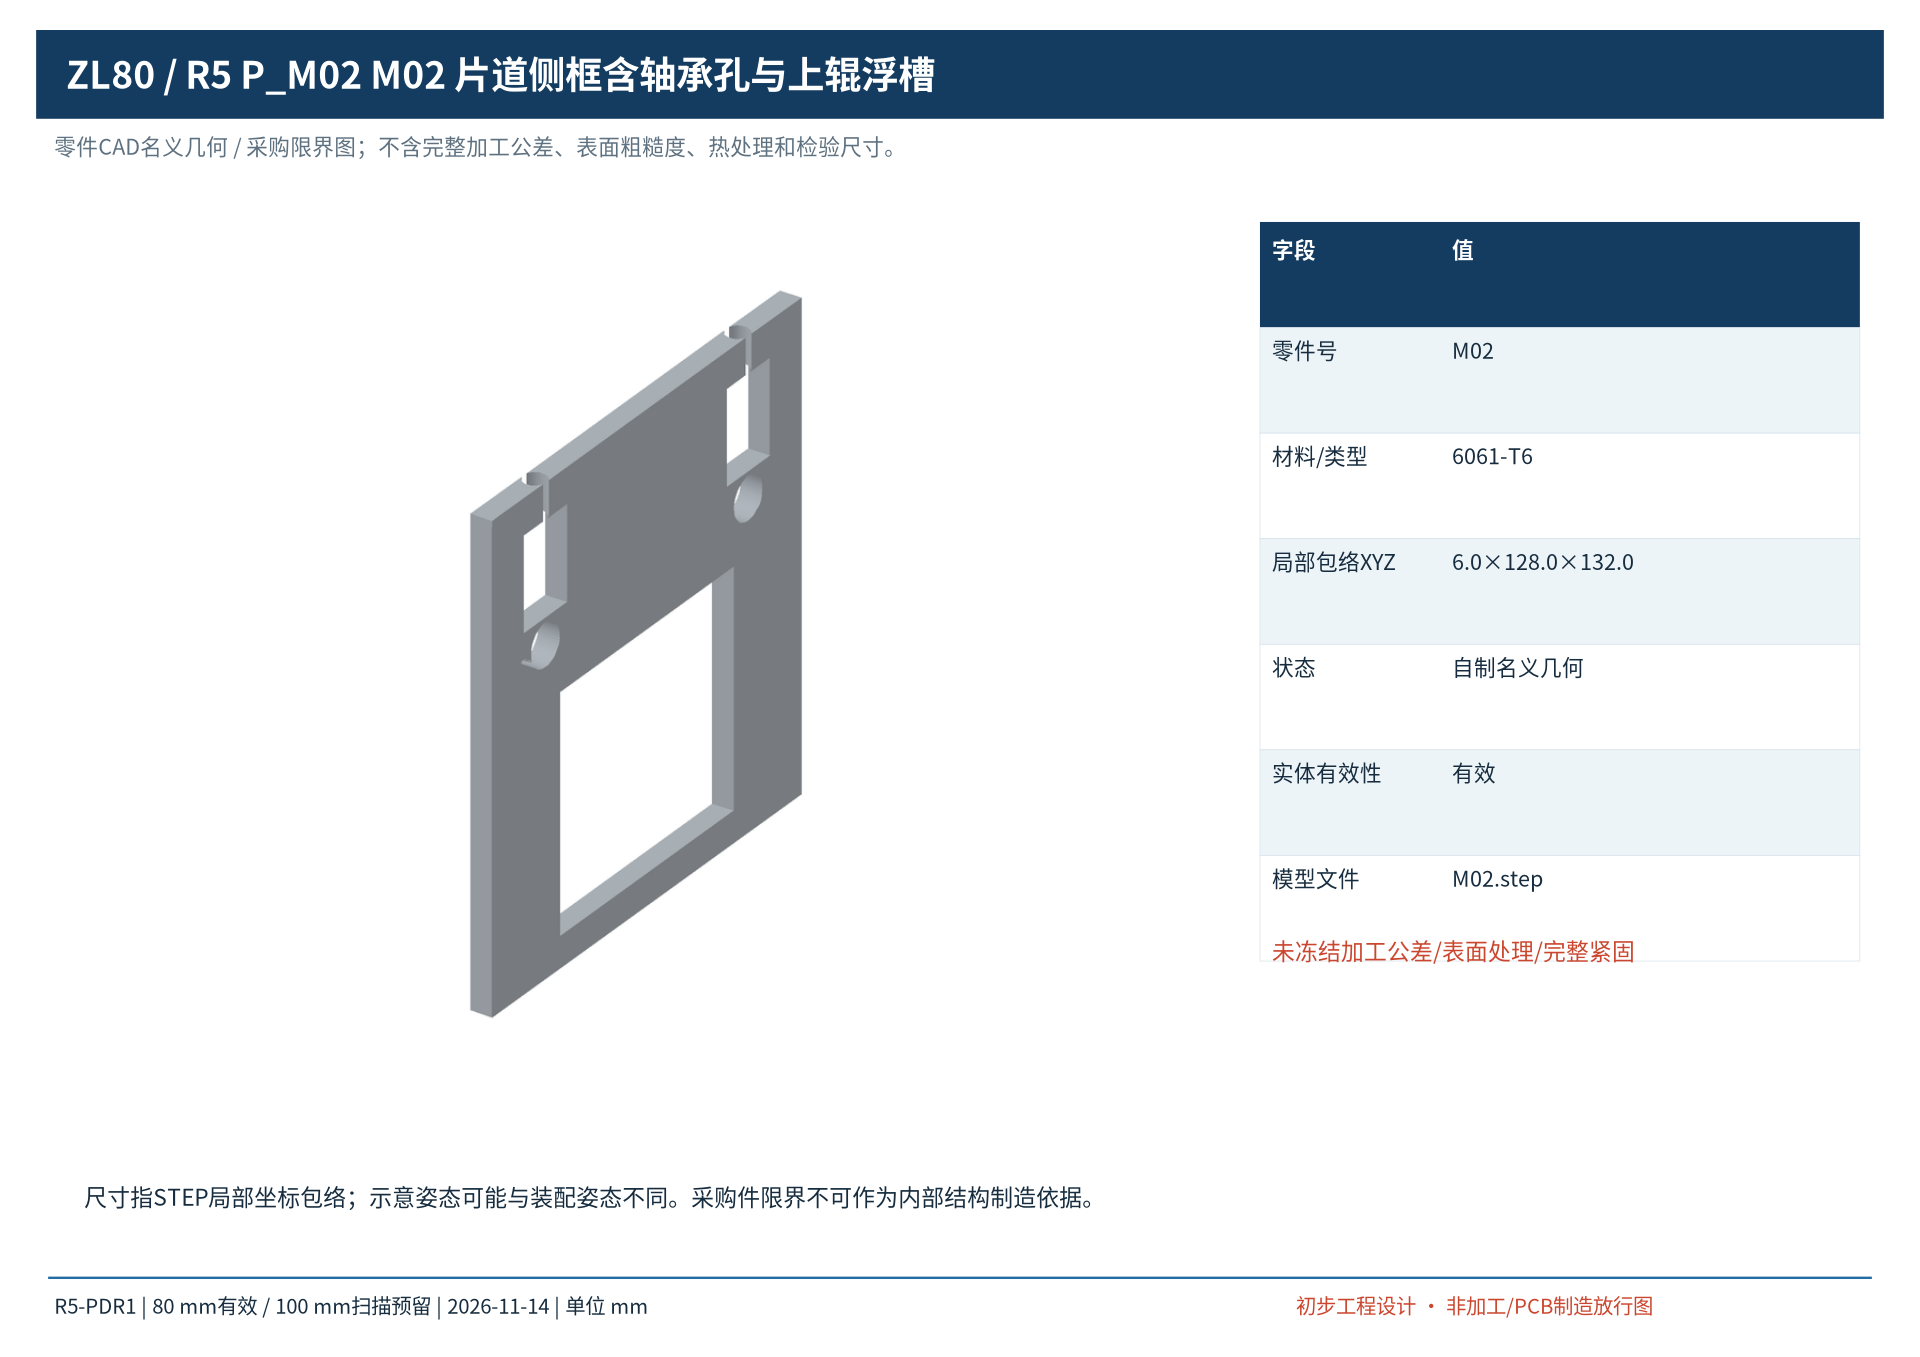 ZL80 / R5 P_M02 M02 片道侧框含轴承孔与上辊浮槽
零件CAD名义几何 / 采购限界图；不含完整加工公差、表面粗糙度、热处理和检验尺寸。
字段 值
零件号 M02
材料/类型 6061-T6
局部包络XYZ 6.0×128.0×132.0
状态 自制名义几何
实体有效性 有效
模型文件 M02.step
未冻结加工公差/表面处理/完整紧固
尺寸指STEP局部坐标包络；示意姿态可能与装配姿态不同。采购件限界不可作为内部结构制造依据。
R5-PDR1 | 80 mm有效 / 100 mm扫描预留 | 2026-11-14 | 单位 mm
初步工程设计 · 非加工/PCB制造放行图